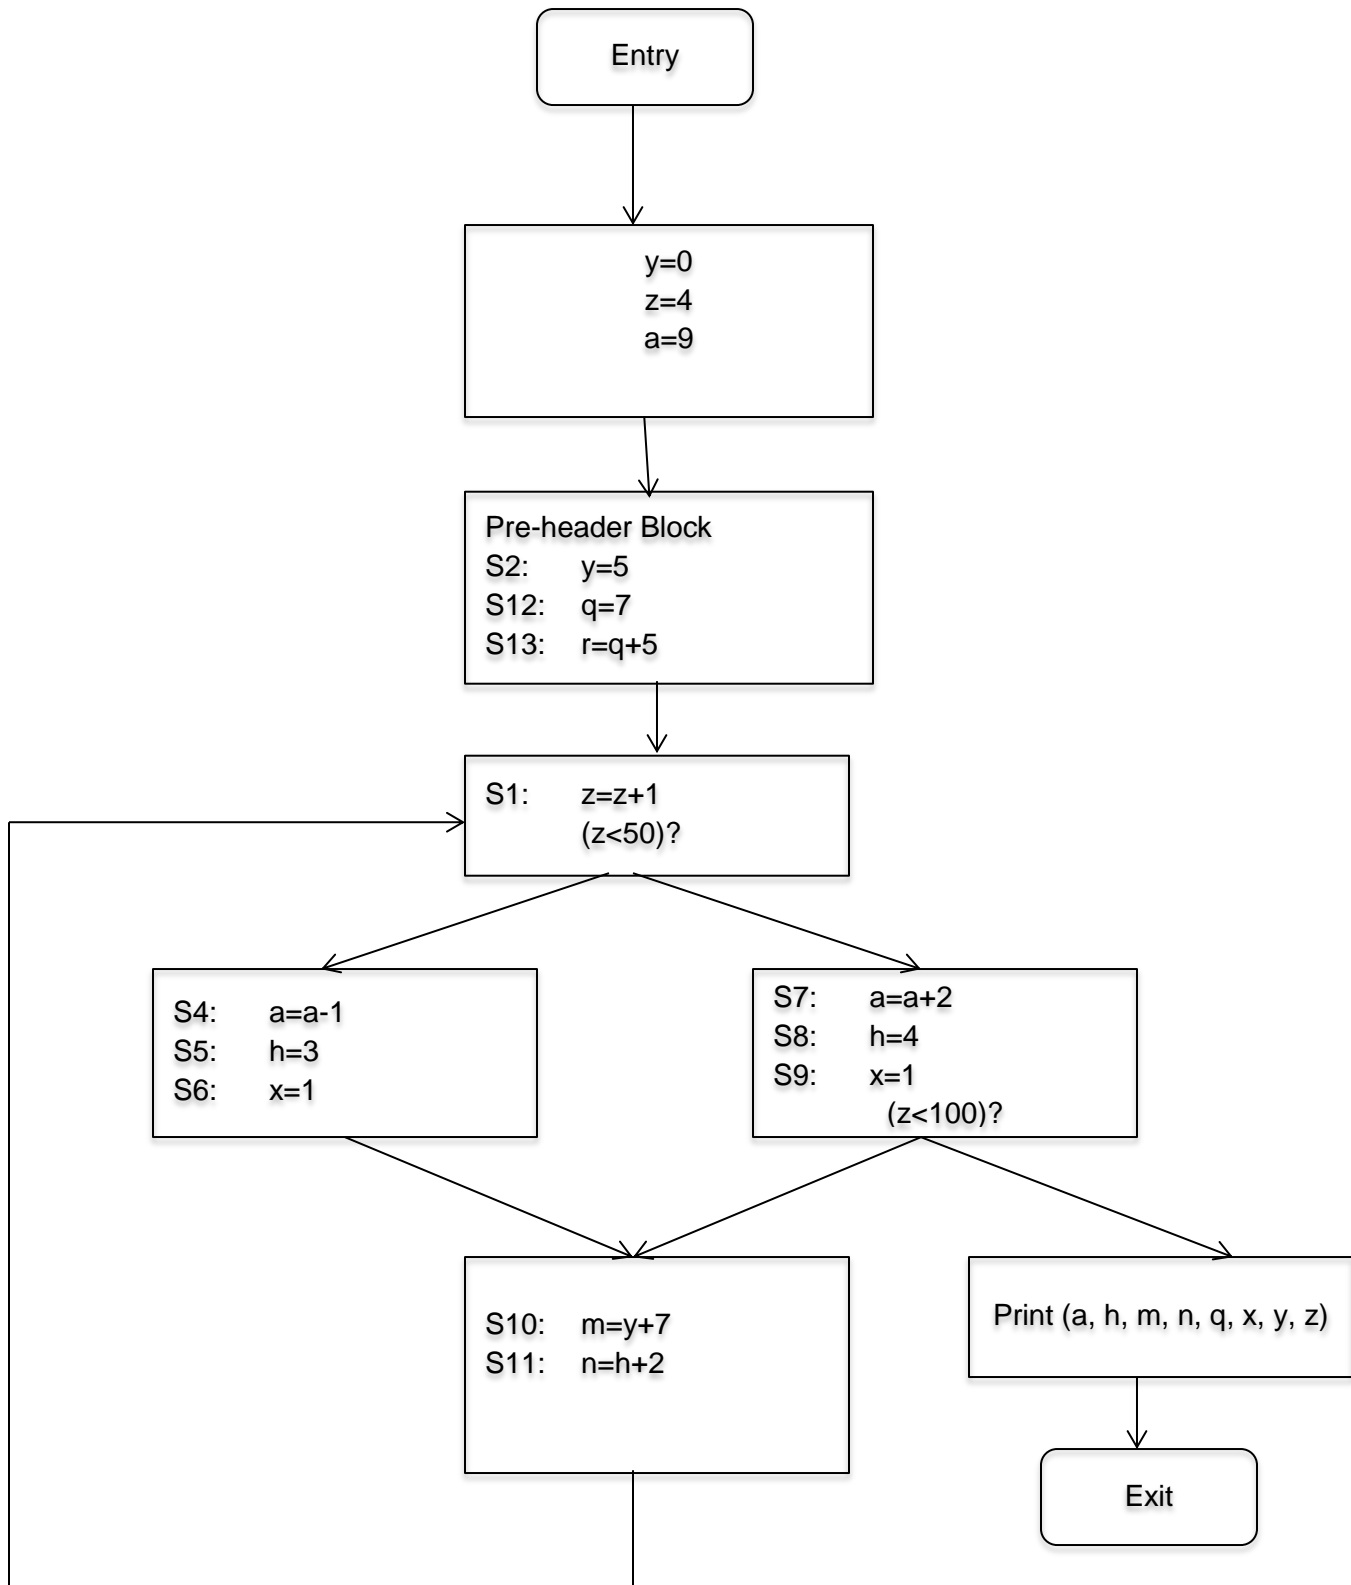 Entry
y=0
z=4
a=9
Pre-header Block
S2: y=5
S12: q=7
S13: r=q+5
S1: z=z+1
(z<50)?
S4: a=a-1
S5: h=3
S6: x=1
S7: a=a+2
S8: h=4
S9: x=1
(z<100)?
S10: m=y+7
S11: n=h+2
Print (a, h, m, n, q, x, y, z)
Exit